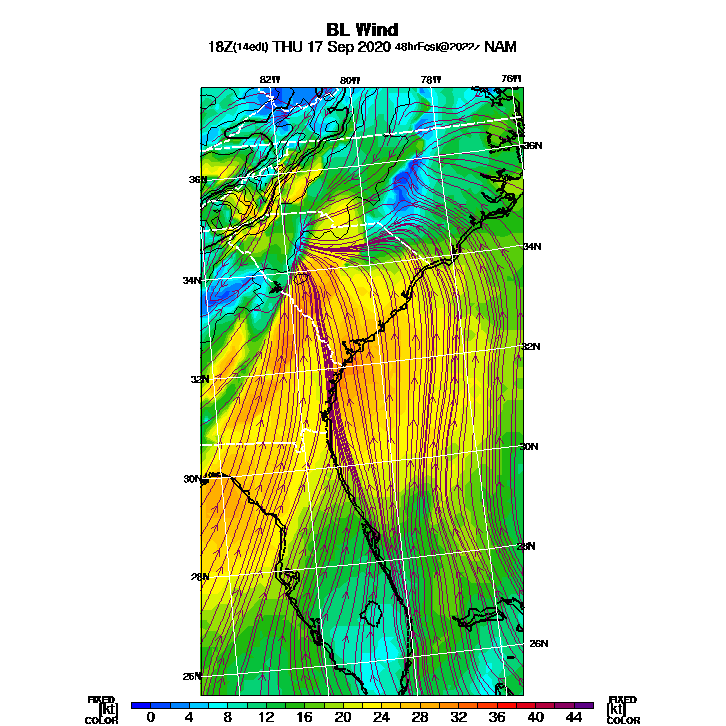 BL Wind
18Z(14edt) THU 17 Sep 2020 48hrFcst@2022z NAM
82W 80W 78W 76W
36N
36N
34N
34N
32N
32N
30N
30N
28N
28N
26N
26N
FIXED FIXED
[kt] 0 4 8 12 16 20 24 28 32 36 40 44 [kt]
COLOR COLOR